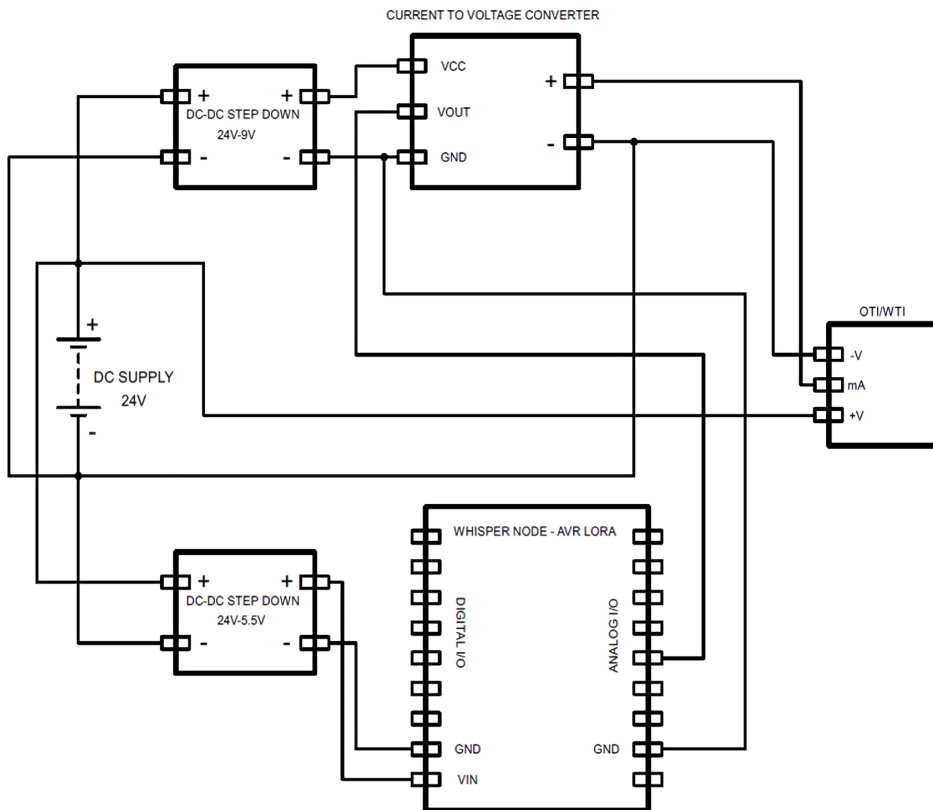 CURRENT TO VOLTAGE CONVERTER
VCC
VOUT
GND
+
-
+ +
DC-DC STEP DOWN
24V-9V
- -
+
DC SUPPLY
24V
-
OTI/WTI
-V
mA
+V
+ +
DC-DC STEP DOWN
24V-5.5V
- -
WHISPER NODE - AVR LORA
DIGITAL I/O
ANALOG I/O
GND
GND
VIN